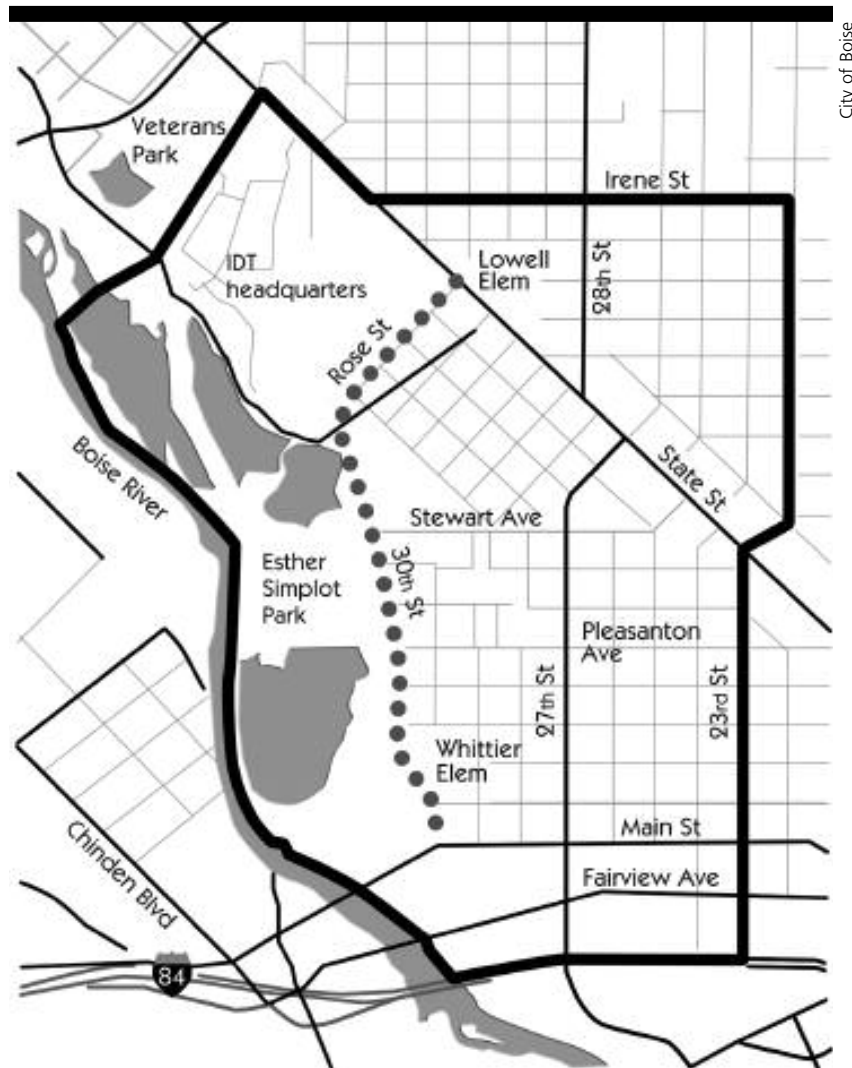 City of Boise
Veterans
Park
Irene St
IDT
headquarters
Lowell
Elem
28th St
Rose St
Boise River
State St
Stewart Ave
Esther
Simplot
Park
30th St
Pleasanton
Ave
27th St
23rd St
Whittier
Elem
Main St
Chinden Blvd
Fairview Ave
84